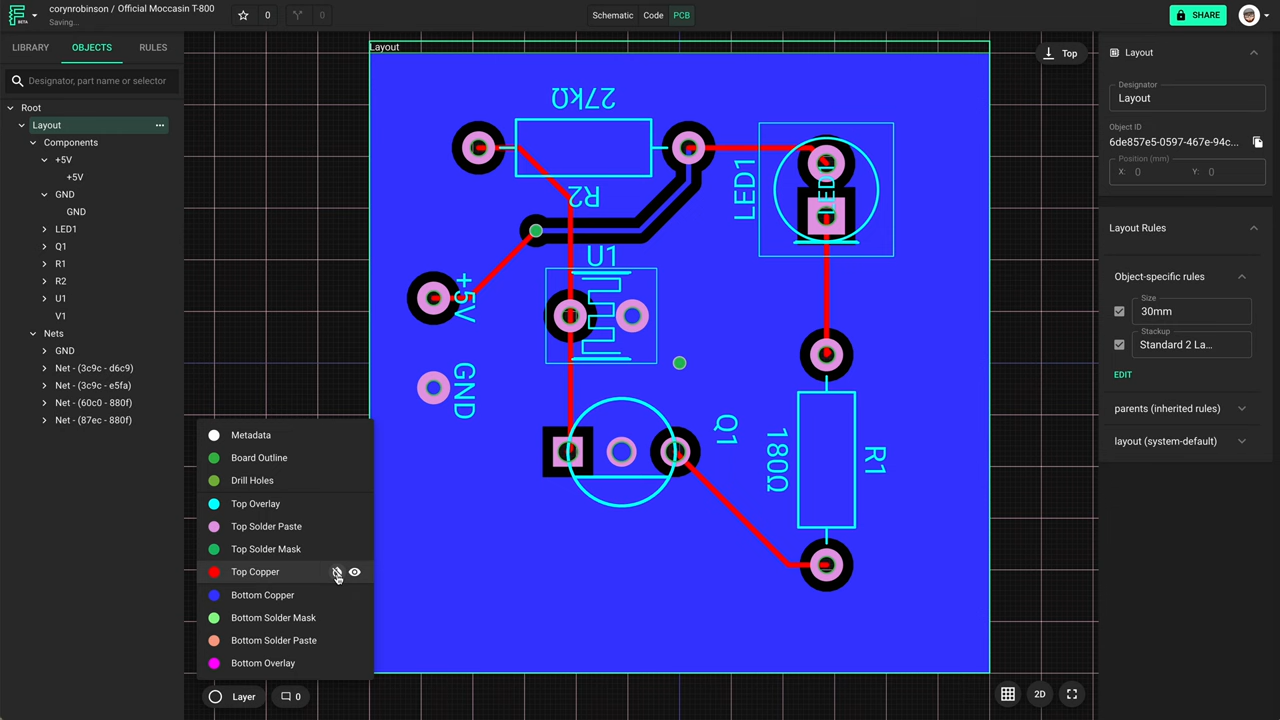 corynrobinson / Official Moccasin T-800
Saving...
BETA
0
0
Schematic
Code
PCB
SHARE
LIBRARY
OBJECTS
RULES
Designator, part name or selector
Root
Layout
Components
+5V
+5V
GND
GND
LED1
Q1
R1
R2
U1
V1
Nets
GND
Net - (3c9c - d6c9)
Net - (3c9c - e5fa)
Net - (60c0 - 880f)
Net - (87ec - 880f)
Metadata
Board Outline
Drill Holes
Top Overlay
Top Solder Paste
Top Solder Mask
Top Copper
Bottom Copper
Bottom Solder Mask
Bottom Solder Paste
Bottom Overlay
Layer
0
Layout
27kΩ
R2
LED1
LED1
U1
+5V
GND
Q1
180Ω
R1
Top
2D
Layout
Designator
Layout
Object ID
6de857e5-0597-467e-94c...
Position (mm)
X: 0
Y: 0
Layout Rules
Object-specific rules
Size
30mm
Stackup
Standard 2 La...
EDIT
parents (inherited rules)
layout (system-default)